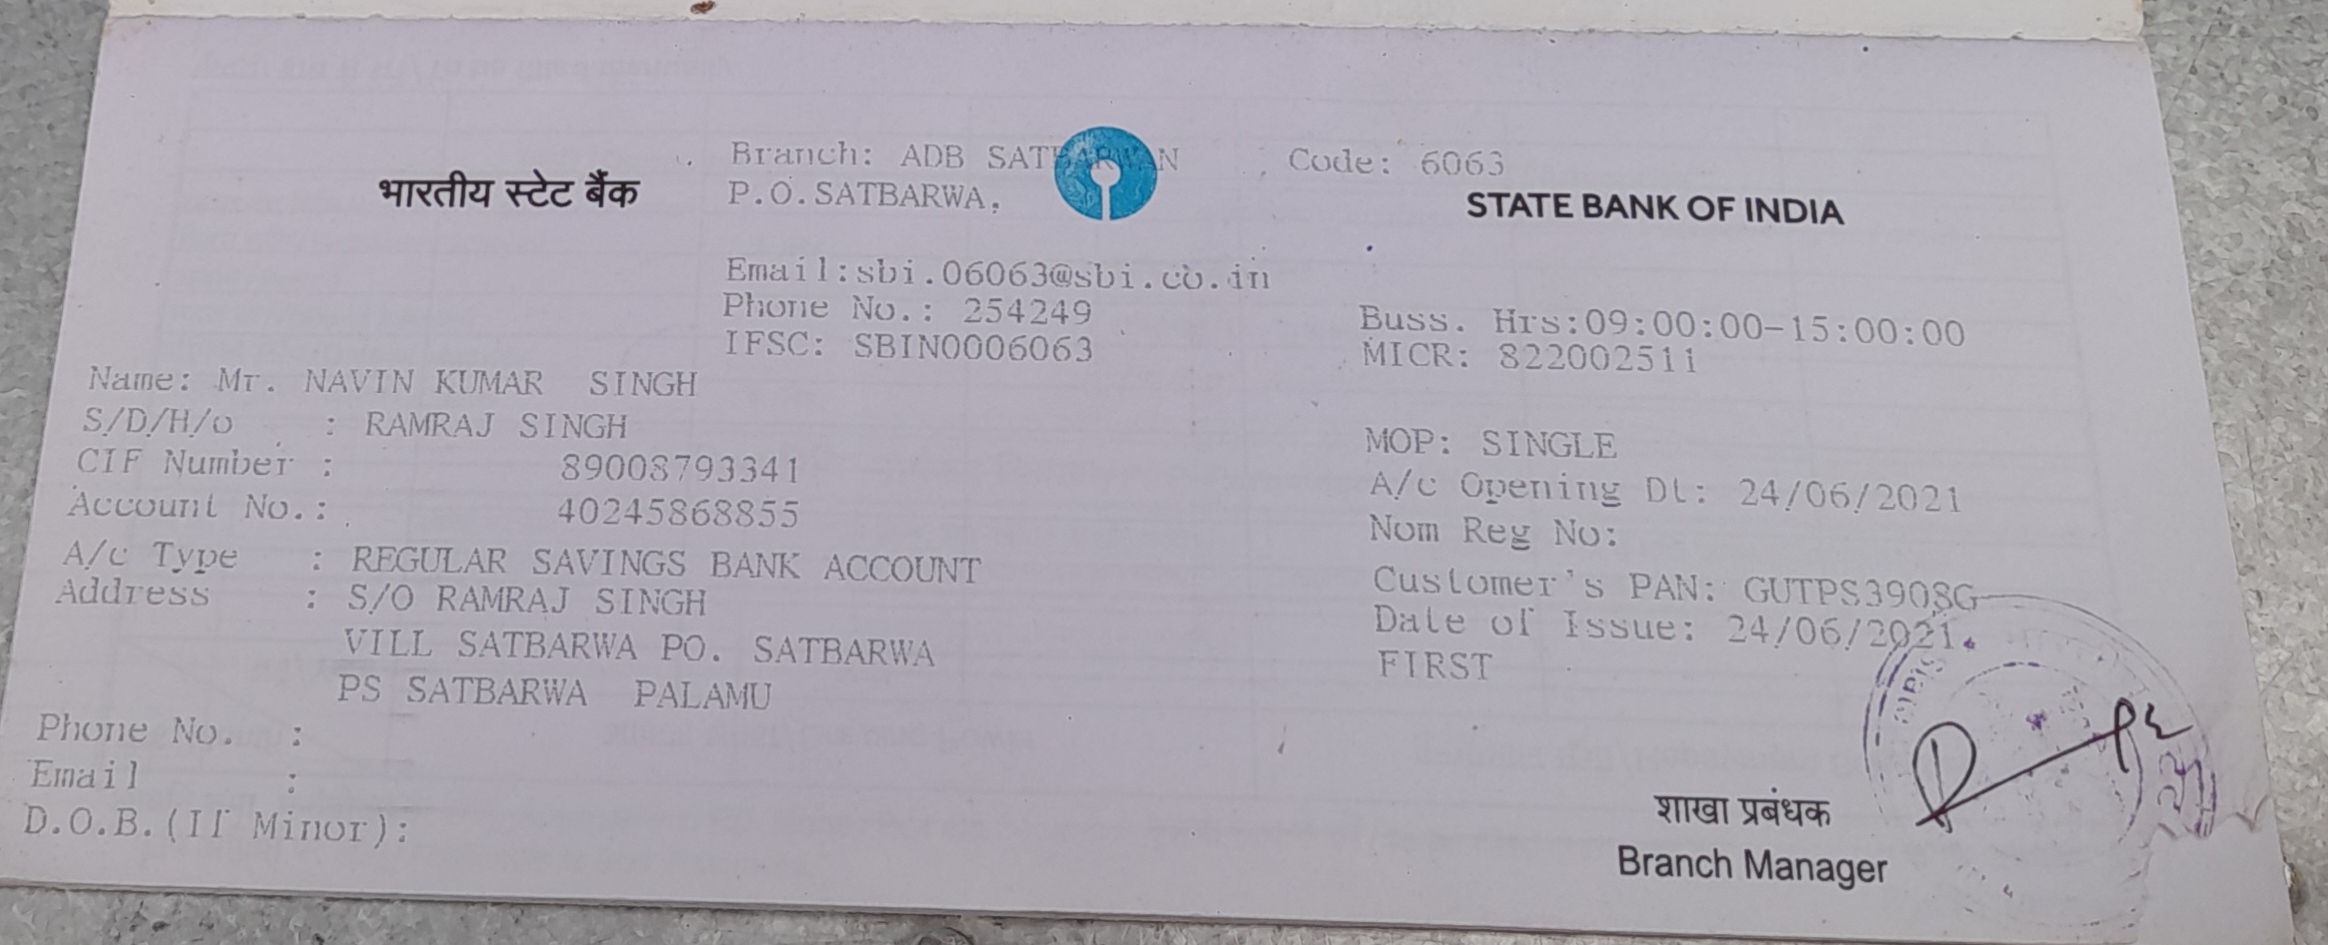 Branch: ADB SATBARWAN Code: 6063
भारतीय स्टेट बैंक P.O.SATBARWA, STATE BANK OF INDIA
Email:sbi.06063@sbi.co.in
Phone No.: 254249 Buss. Hrs:09:00:00-15:00:00
IFSC: SBIN0006063 MICR: 822002511
Name: Mr. NAVIN KUMAR SINGH
S/D/H/o : RAMRAJ SINGH MOP: SINGLE
CIF Number : 89008793341 A/c Opening Dt: 24/06/2021
Account No.: 40245868855 Nom Reg No:
A/c Type : REGULAR SAVINGS BANK ACCOUNT Customer's PAN: GUTPS3908G
Address : S/O RAMRAJ SINGH Date of Issue: 24/06/2021
VILL SATBARWA PO. SATBARWA FIRST
PS SATBARWA PALAMU
Phone No. :
Email :
D.O.B.(If Minor):
शाखा प्रबंधक
Branch Manager